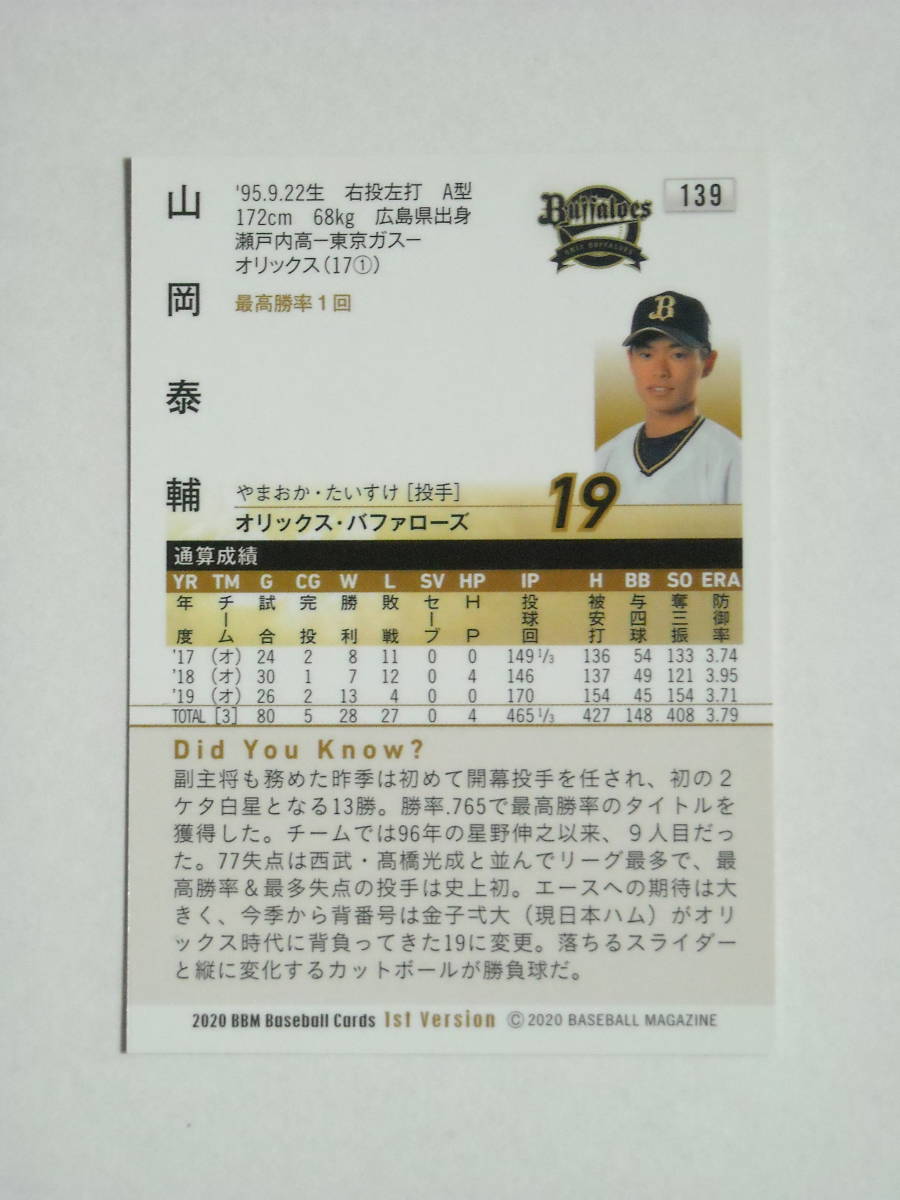 山岡泰輔
'95.9.22生 右投左打 A型
172cm 68kg 広島県出身
瀬戸内高ー東京ガスー
オリックス(17①)
最高勝率1回
Buffaloes
ORIX BUFFALOES
139
B
やまおか・たいすけ [投手]
オリックス・バファローズ
19
通算成績
YR TM G CG W L SV HP IP H BB SO ERA
年度 チーム 試合 完投 勝利 敗戦 セーブ HP 投球回 被安打 与四球 奪三振 防御率
'17 (オ) 24 2 8 11 0 0 149 1/3 136 54 133 3.74
'18 (オ) 30 1 7 12 0 4 146 137 49 121 3.95
'19 (オ) 26 2 13 4 0 0 170 154 45 154 3.71
TOTAL [3] 80 5 28 27 0 4 465 1/3 427 148 408 3.79
Did You Know?
副主将も務めた昨季は初めて開幕投手を任され、初の2
ケタ白星となる13勝。勝率.765で最高勝率のタイトルを
獲得した。チームでは96年の星野伸之以来、9人目だっ
た。77失点は西武・髙橋光成と並んでリーグ最多で、最
高勝率&最多失点の投手は史上初。エースへの期待は大
きく、今季から背番号は金子弌大(現日本ハム)がオリ
ックス時代に背負ってきた19に変更。落ちるスライダー
と縦に変化するカットボールが勝負球だ。
2020 BBM Baseball Cards 1st Version © 2020 BASEBALL MAGAZINE